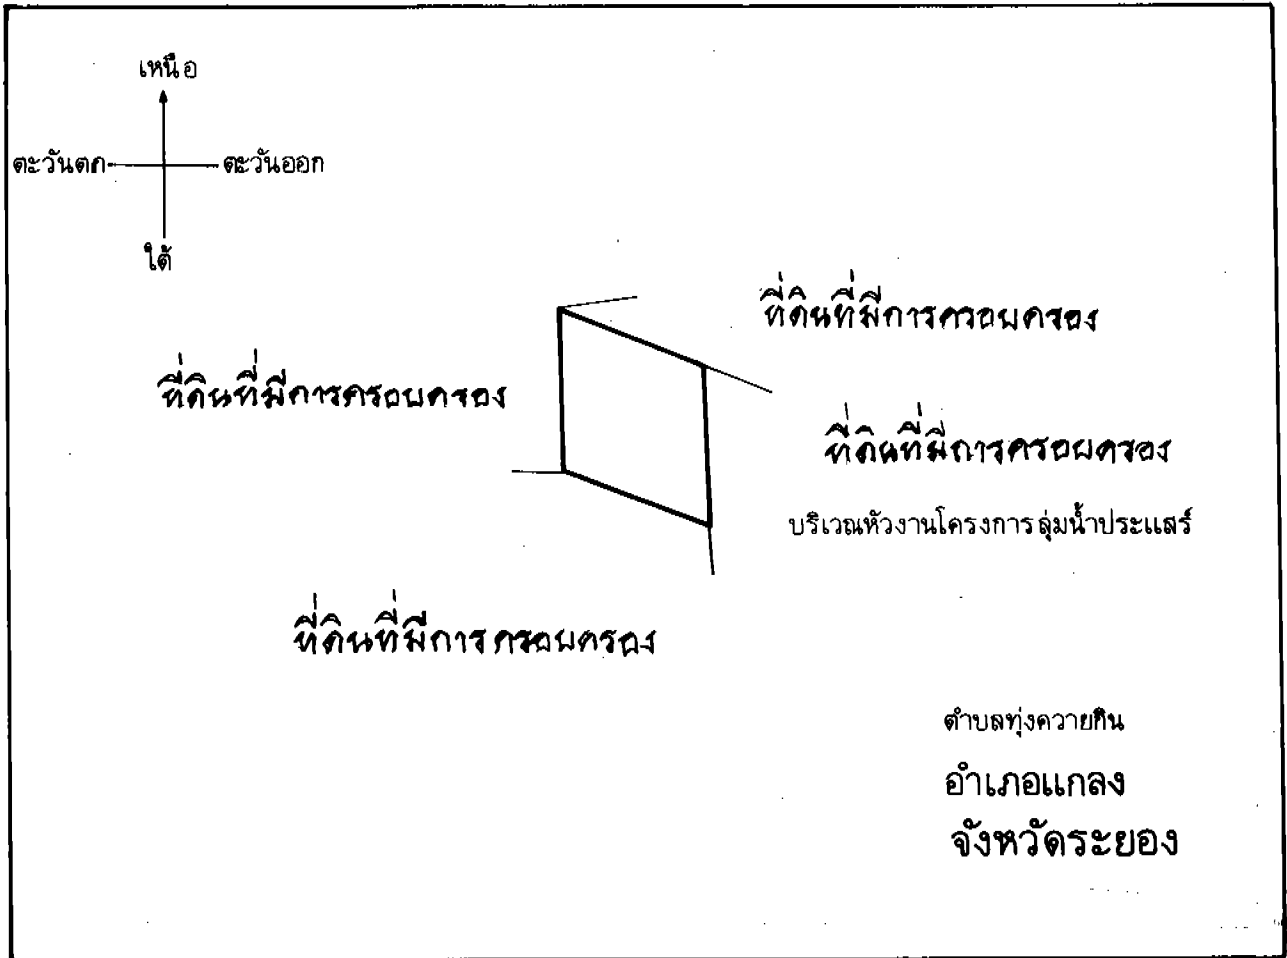 เหนือ
ตะวันตก
ตะวันออก
ใต้
ที่ดินที่มีการครอบครอง
ที่ดินที่มีการครอบครอง
ที่ดินที่มีการครอบครอง
บริเวณหัวงานโครงการลุ่มน้ำประแสร์
ที่ดินที่มีการครอบครอง
ตำบลทุ่งควายกิน
อำเภอแกลง
จังหวัดระยอง